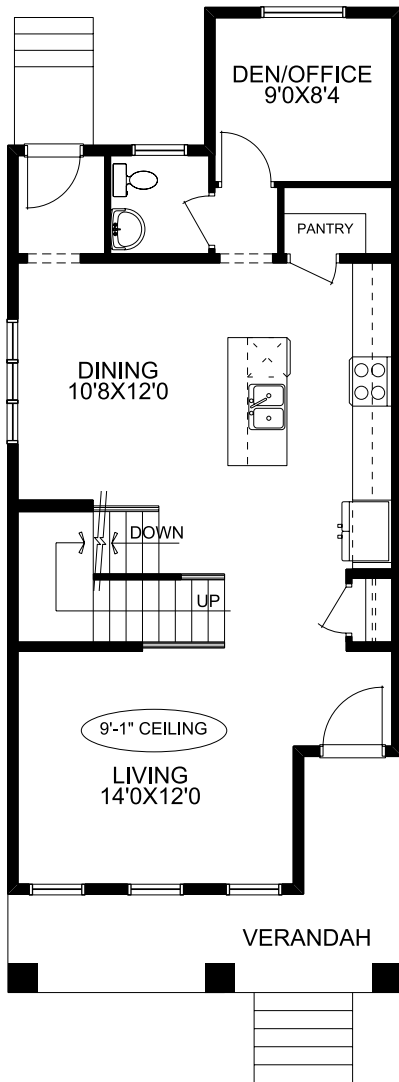 DEN/OFFICE
9'0X8'4
PANTRY
DINING
10'8X12'0
DOWN
UP
9'-1" CEILING
LIVING
14'0X12'0
VERANDAH